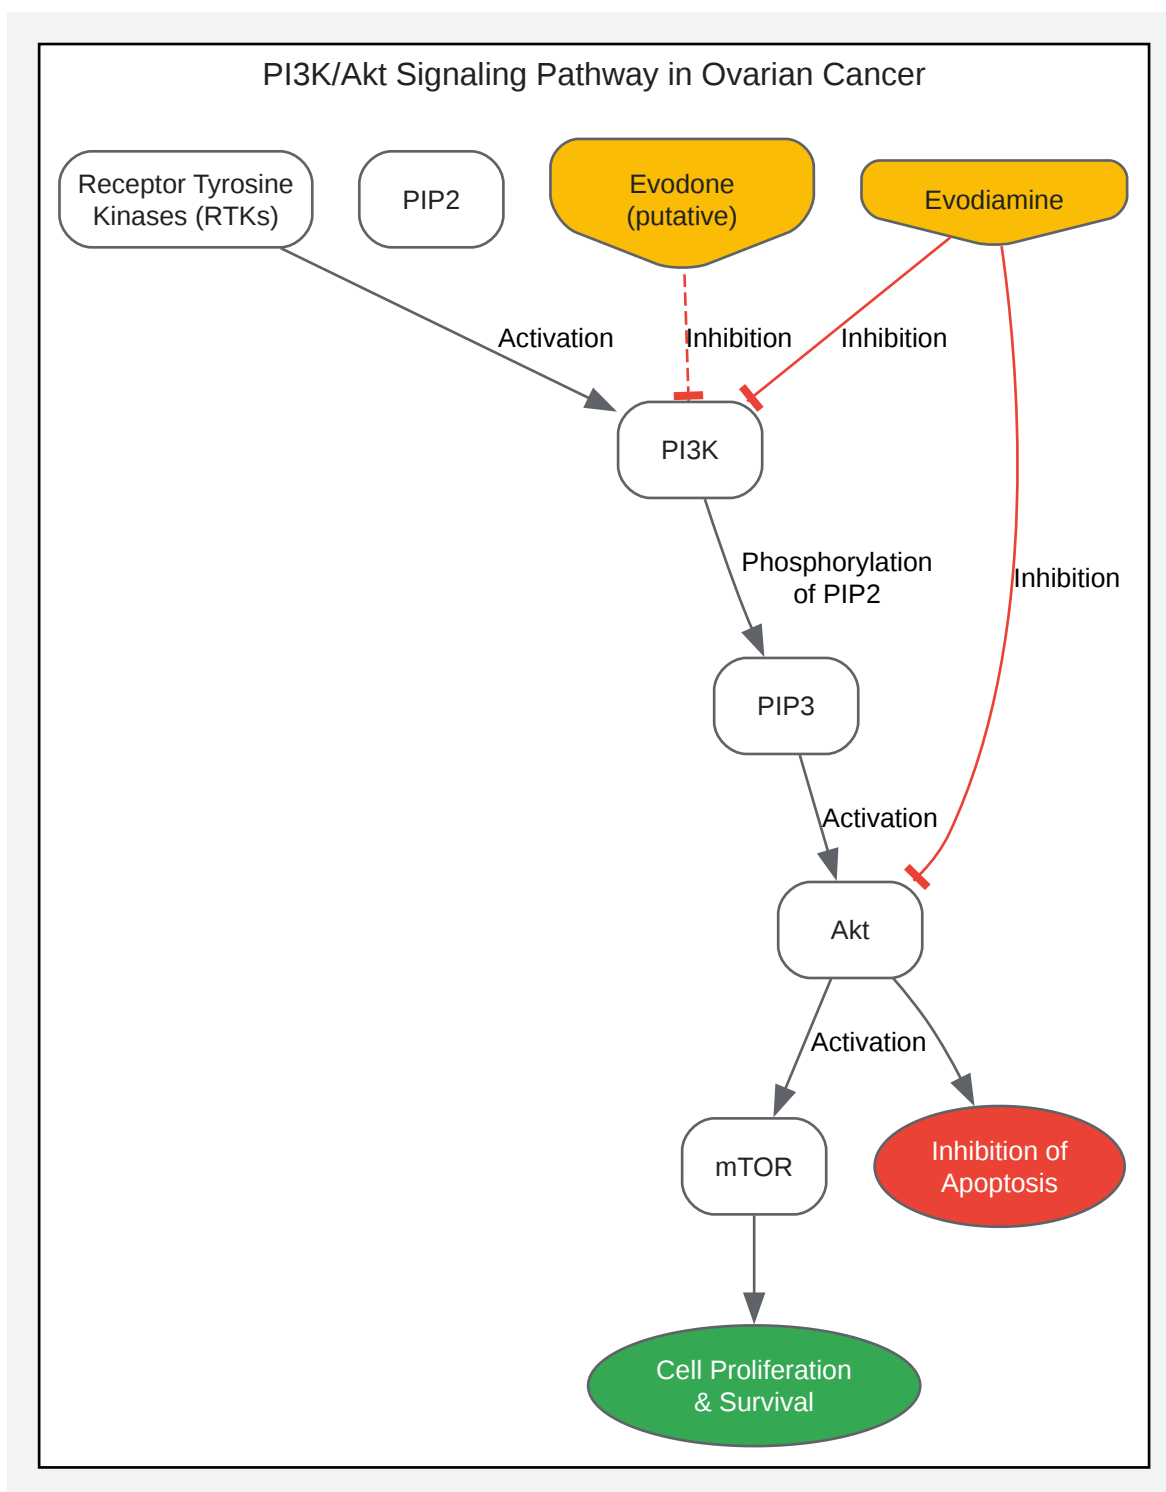 PI3K/Akt Signaling Pathway in Ovarian Cancer
Receptor Tyrosine
Kinases (RTKs)
PIP2
Evodone
(putative)
Evodiamine
Activation
Inhibition
Inhibition
PI3K
Phosphorylation
of PIP2
Inhibition
PIP3
Activation
Akt
Activation
mTOR
Inhibition of
Apoptosis
Cell Proliferation
& Survival